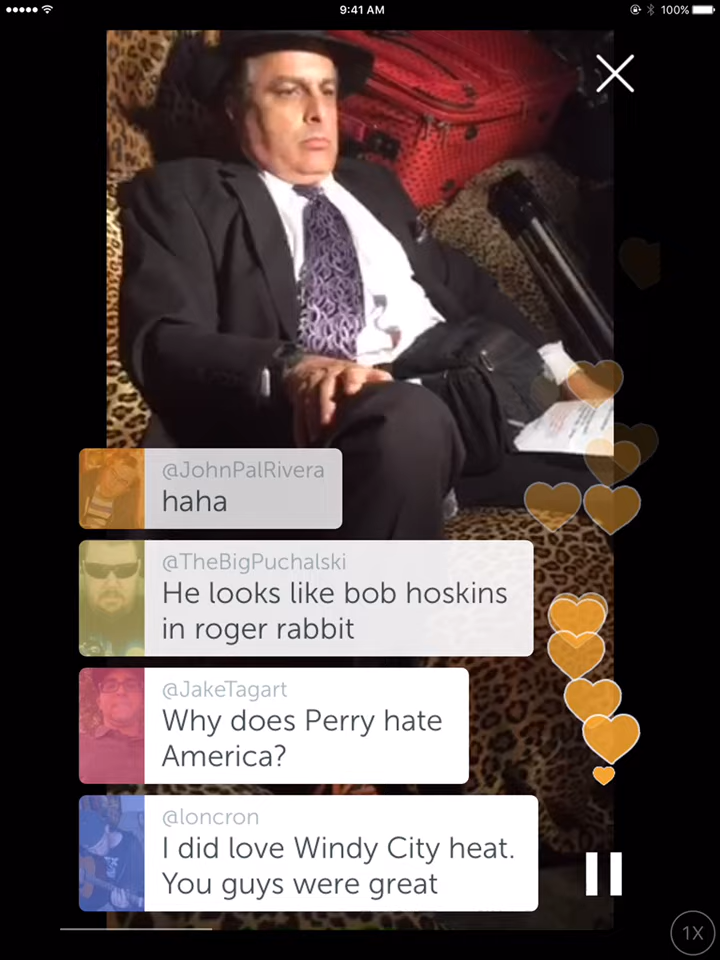 9:41 AM
100%
@JohnPalRivera
haha
@TheBigPuchalski
He looks like bob hoskins
in roger rabbit
@JakeTagart
Why does Perry hate
America?
@loncron
I did love Windy City heat.
You guys were great
1X